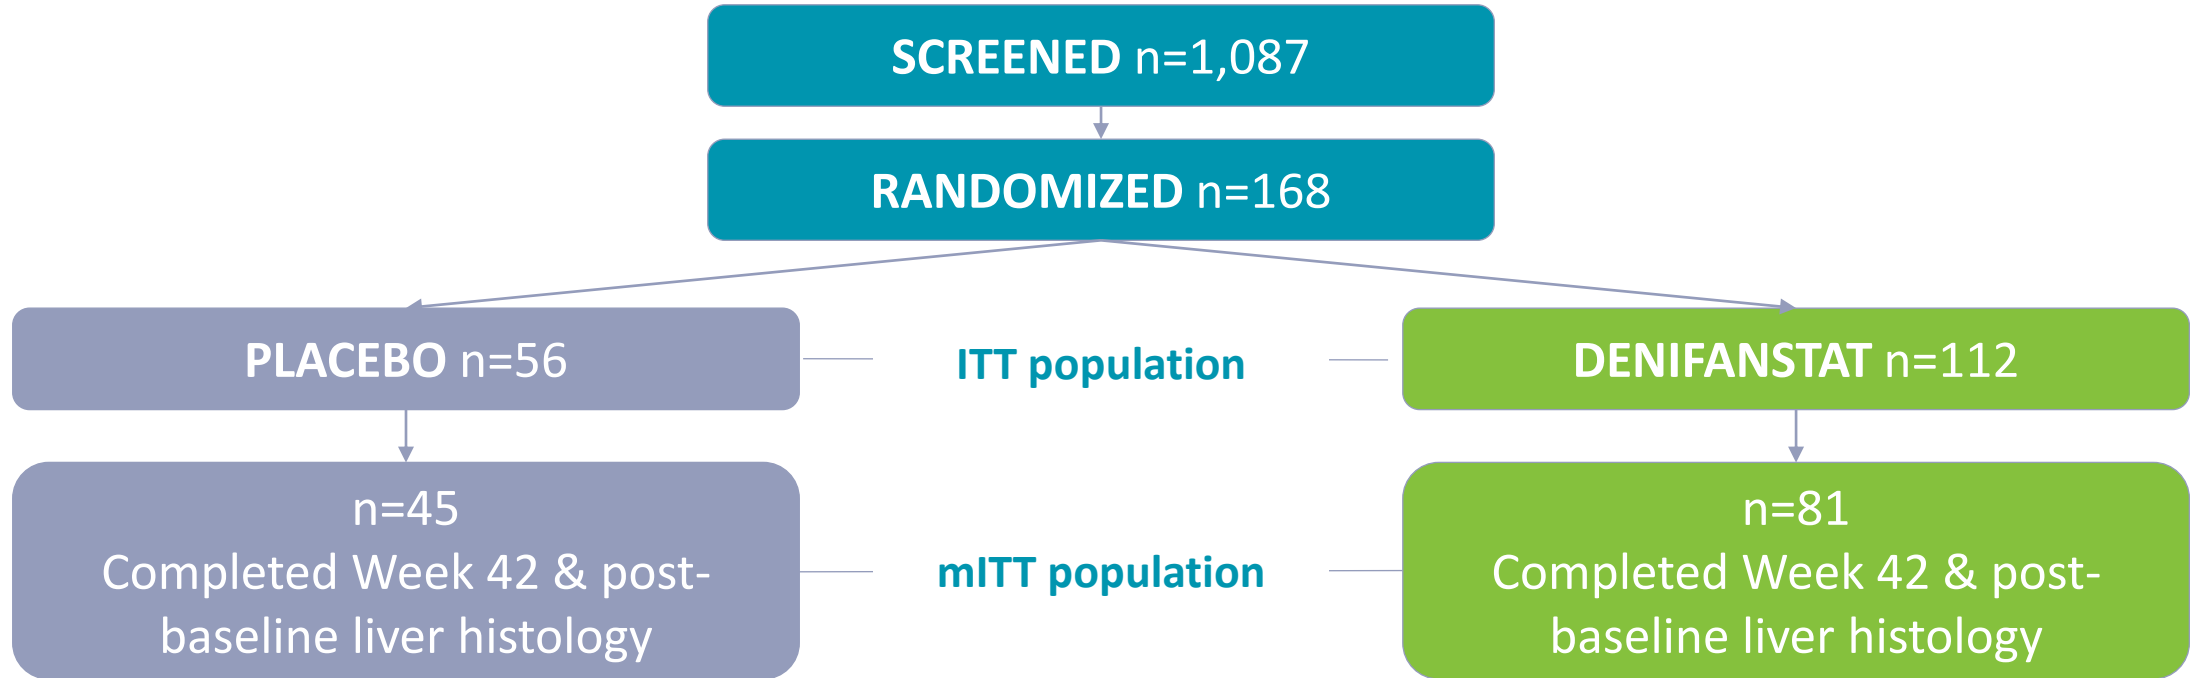 SCREENED n=1,087
RANDOMIZED n=168
PLACEBO n=56
ITT population
DENIFANSTAT n=112
n=45
Completed Week 42 & post-
baseline liver histology
mITT population
n=81
Completed Week 42 & post-
baseline liver histology